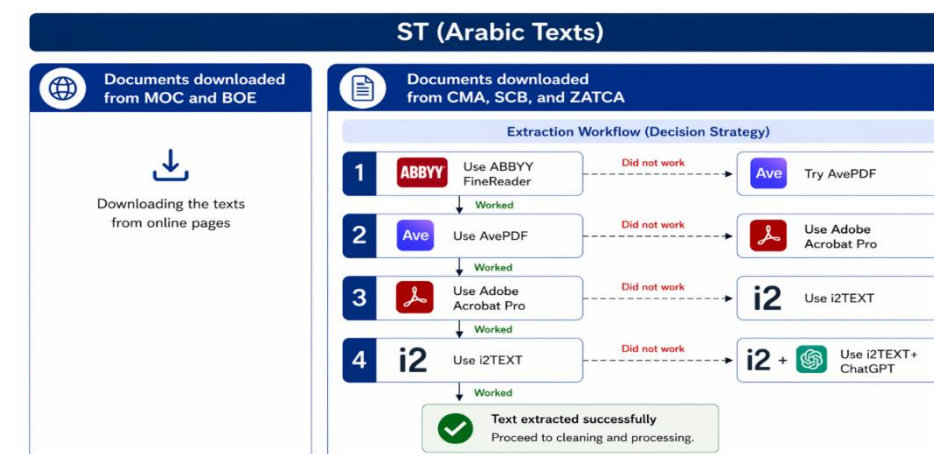 ST (Arabic Texts)
Documents downloaded
from MOC and BOE
Downloading the texts
from online pages
Documents downloaded
from CMA, SCB, and ZATCA
Extraction Workflow (Decision Strategy)
1
ABBYY
Use ABBYY
FineReader
Did not work
Ave
Try AvePDF
Worked
2
Ave
Use AvePDF
Did not work
Use Adobe
Acrobat Pro
Worked
3
Use Adobe
Acrobat Pro
Did not work
i2
Use i2TEXT
Worked
4
i2
Use i2TEXT
Did not work
i2 +
Use i2TEXT+
ChatGPT
Worked
Text extracted successfully
Proceed to cleaning and processing.